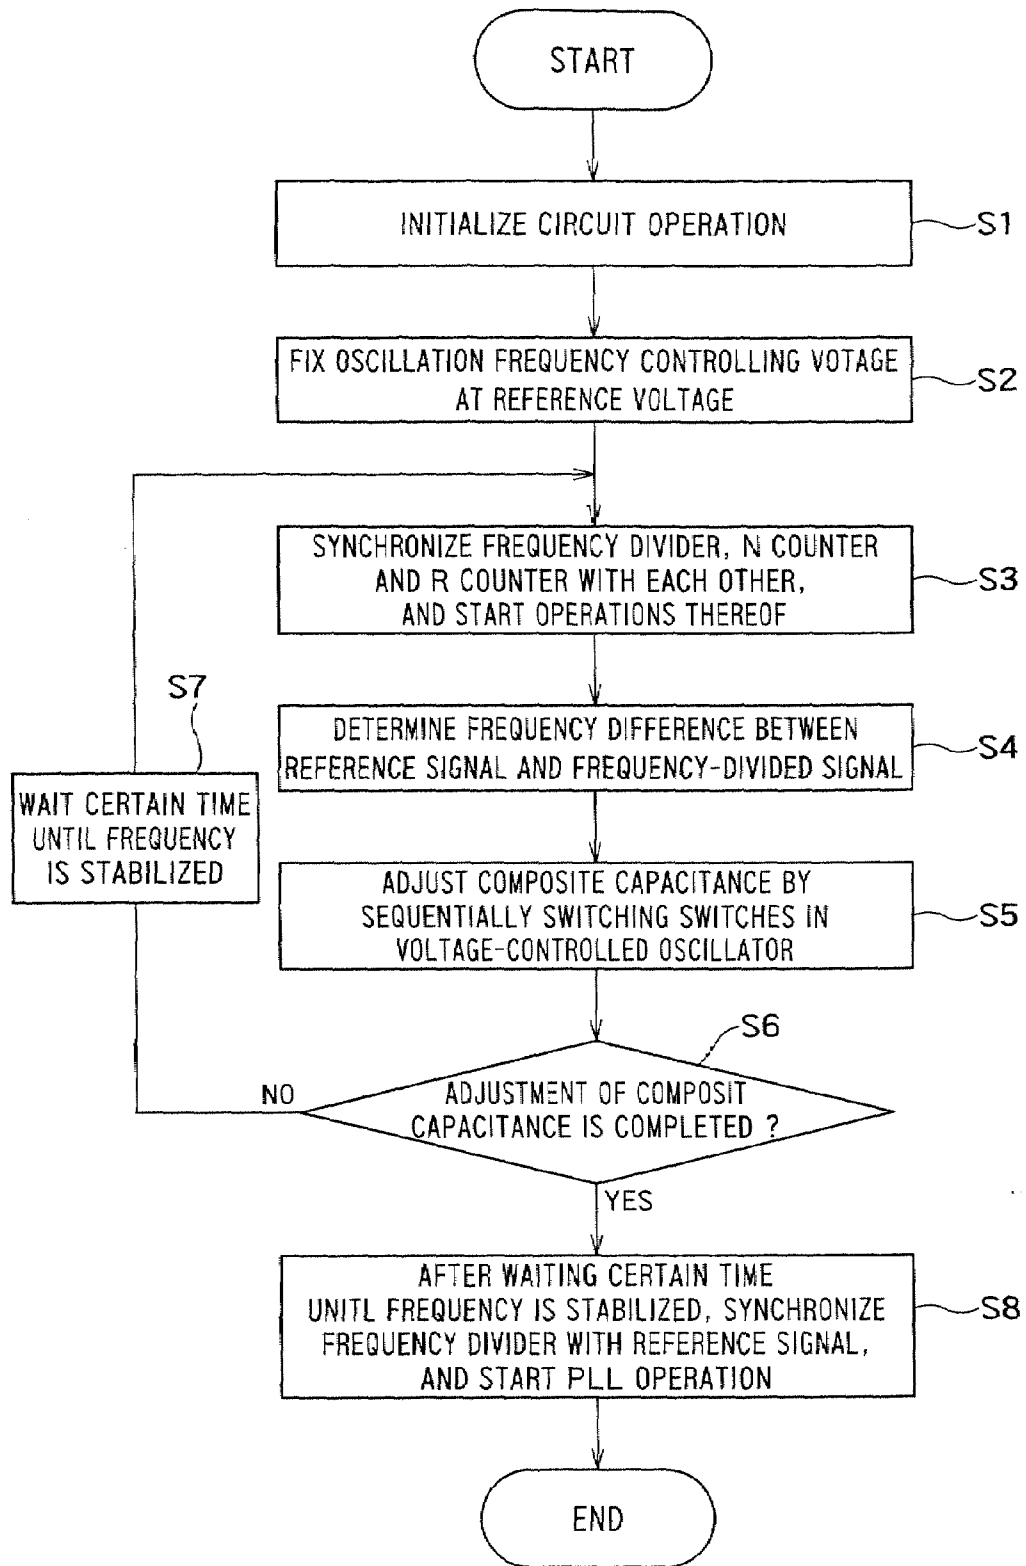 START
INITIALIZE CIRCUIT OPERATION
S1
FIX OSCILLATION FREQUENCY CONTROLLING VOTAGE
AT REFERENCE VOLTAGE
S2
SYNCHRONIZE FREQUENCY DIVIDER, N COUNTER
AND R COUNTER WITH EACH OTHER,
AND START OPERATIONS THEREOF
S3
DETERMINE FREQUENCY DIFFERENCE BETWEEN
REFERENCE SIGNAL AND FREQUENCY-DIVIDED SIGNAL
S4
S7
WAIT CERTAIN TIME
UNTIL FREQUENCY
IS STABILIZED
ADJUST COMPOSITE CAPACITANCE BY
SEQUENTIALLY SWITCHING SWITCHES IN
VOLTAGE-CONTROLLED OSCILLATOR
S5
S6
NO
ADJUSTMENT OF COMPOSIT
CAPACITANCE IS COMPLETED ?
YES
AFTER WAITING CERTAIN TIME
UNITL FREQUENCY IS STABILIZED, SYNCHRONIZE
FREQUENCY DIVIDER WITH REFERENCE SIGNAL,
AND START PLL OPERATION
S8
END